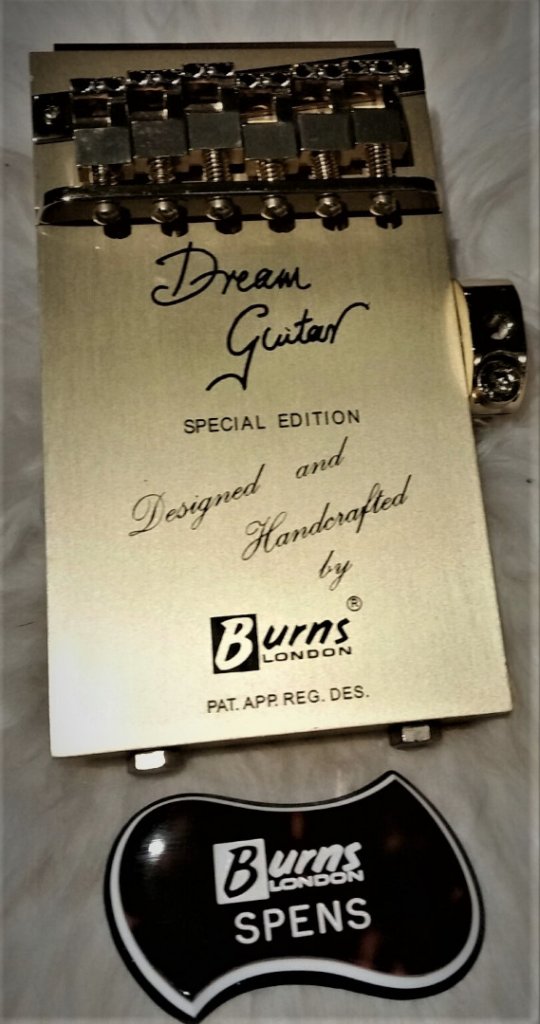 Dream
Guitar
SPECIAL EDITION
Designed and
Handcrafted
by
Burns®
LONDON
PAT. APP. REG. DES.
Burns
LONDON
SPENS